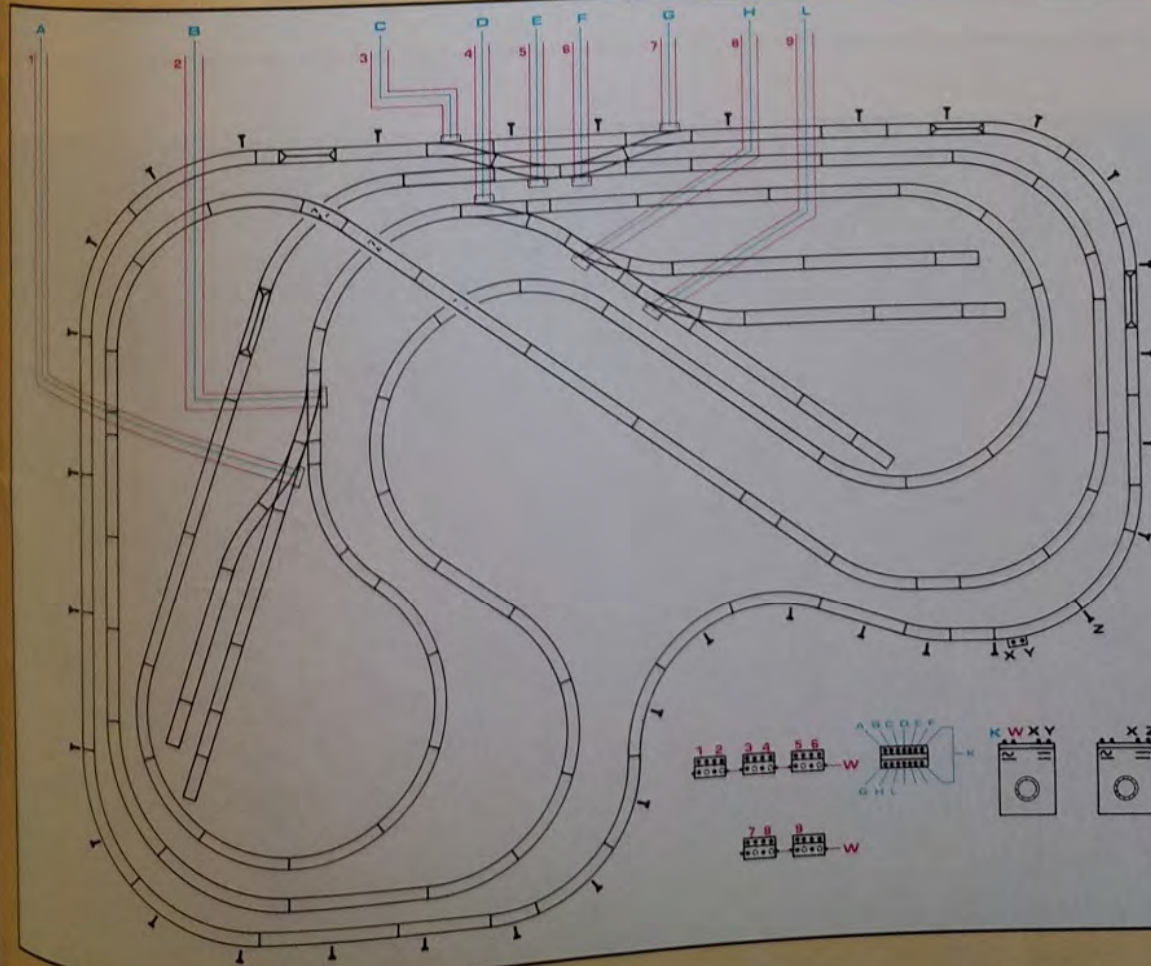 A B C D E F G H L
1 2 3 4 5 6 7 8 9
Z
X Y
A B C D E F
K
G H L
1 2 3 4 5 6 W
7 8 9 W
K W X Y
X Z